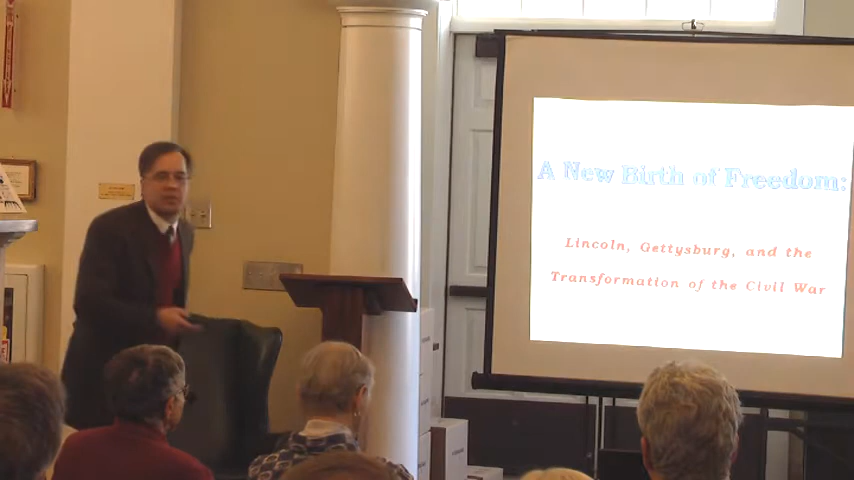 A New Birth of Freedom:
Lincoln, Gettysburg, and the
Transformation of the Civil War